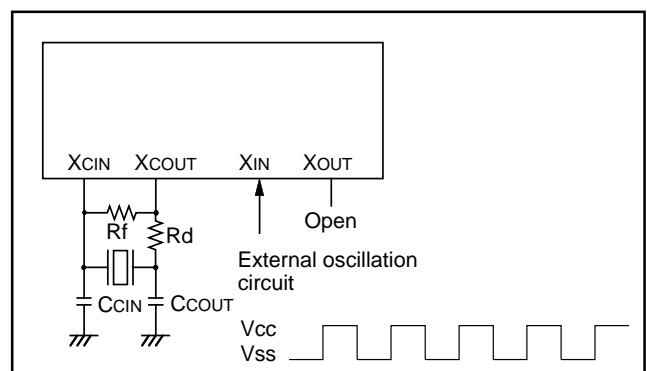 XCIN XCOUT XIN XOUT
Rf
Rd
Open
External oscillation
circuit
CCIN CCOUT
Vcc
Vss